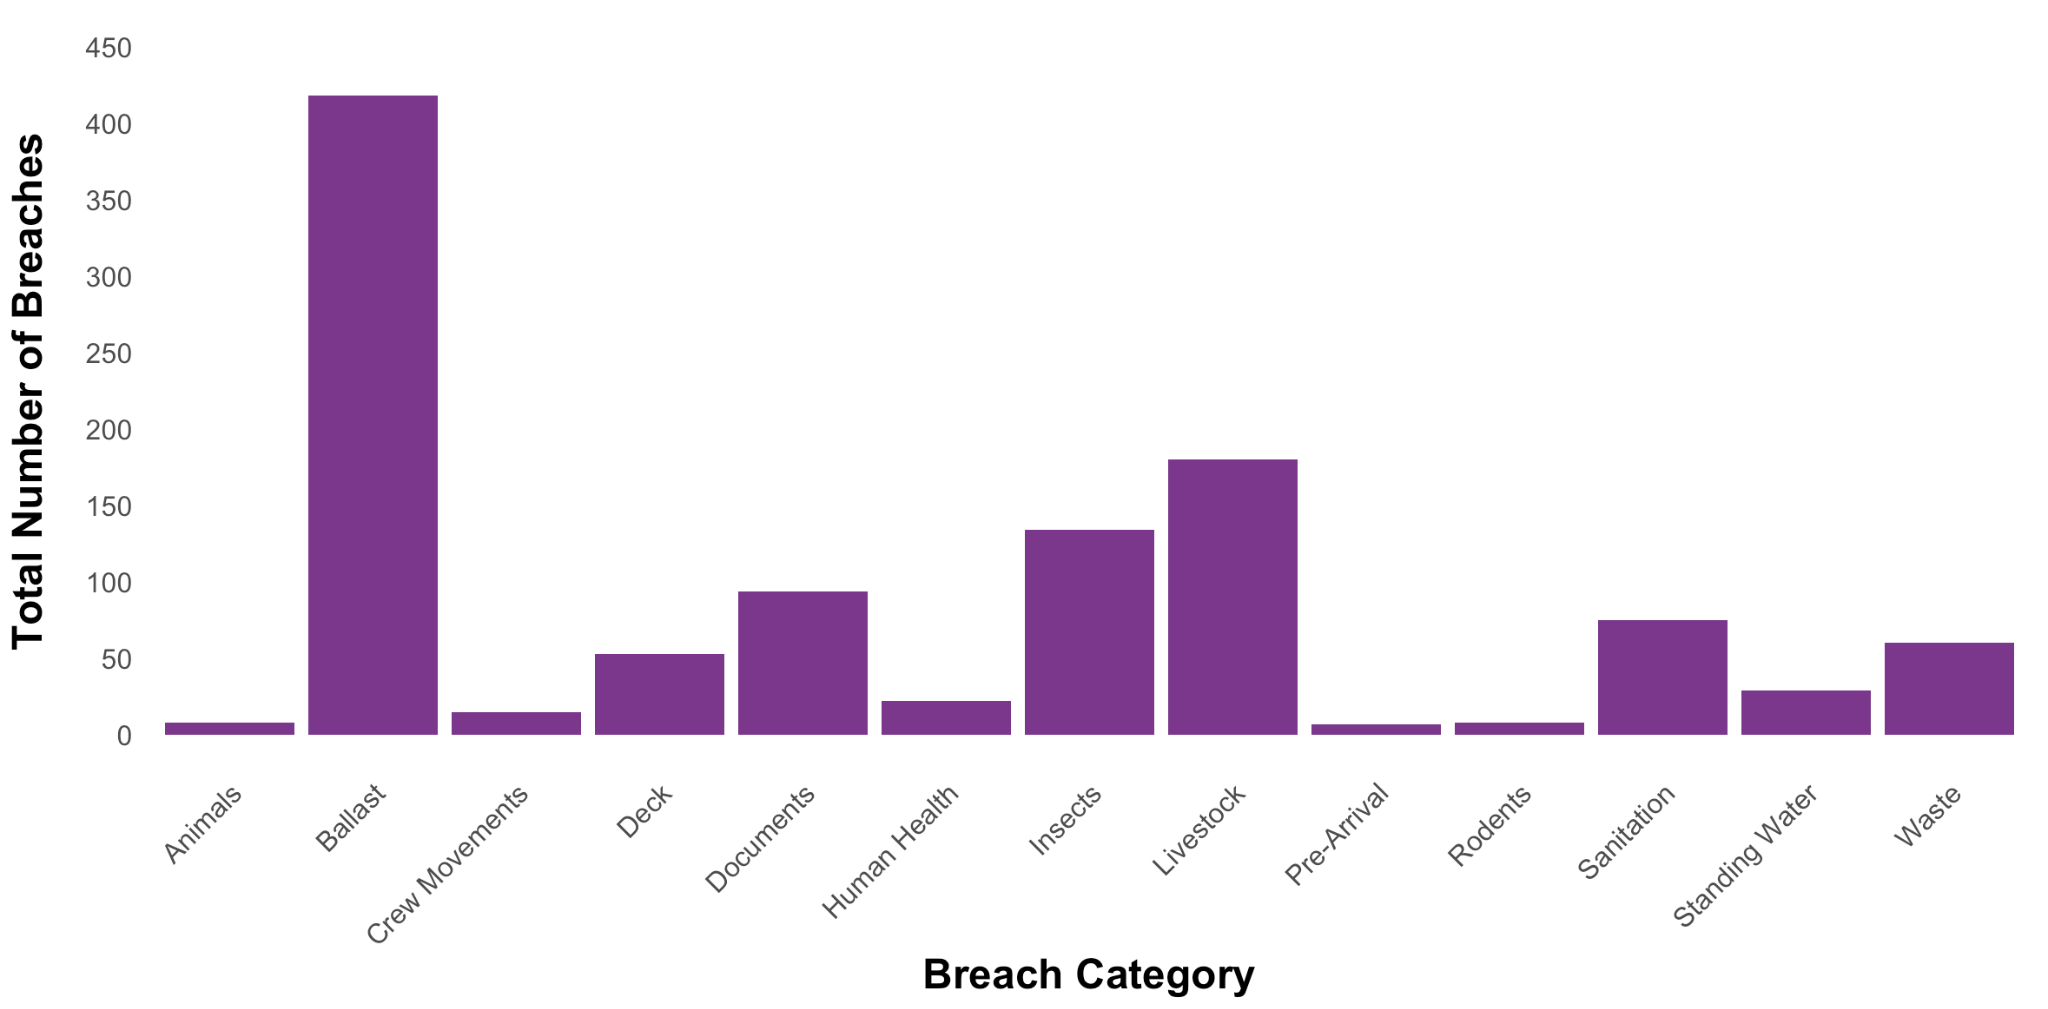 Total Number of Breaches
450
400
350
300
250
200
150
100
50
0
Animals
Ballast
Crew Movements
Deck
Documents
Human Health
Insects
Livestock
Pre-Arrival
Rodents
Sanitation
Standing Water
Waste
Breach Category